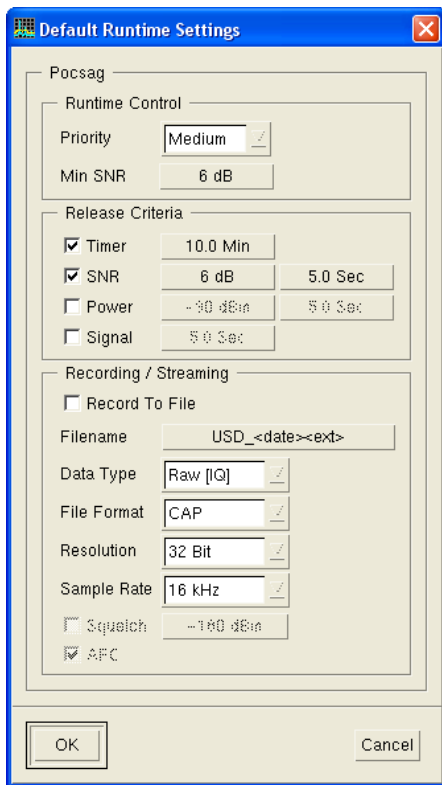 Default Runtime Settings
Pocsag
Runtime Control
Priority Medium
Min SNR 6 dB
Release Criteria
Timer 10.0 Min
SNR 6 dB 5.0 Sec
Power -90 dBm 5.0 Sec
Signal 5.0 Sec
Recording / Streaming
Record To File
Filename USD_<date><ext>
Data Type Raw [IQ]
File Format CAP
Resolution 32 Bit
Sample Rate 16 kHz
Squelch -160 dBm
AFC
OK Cancel